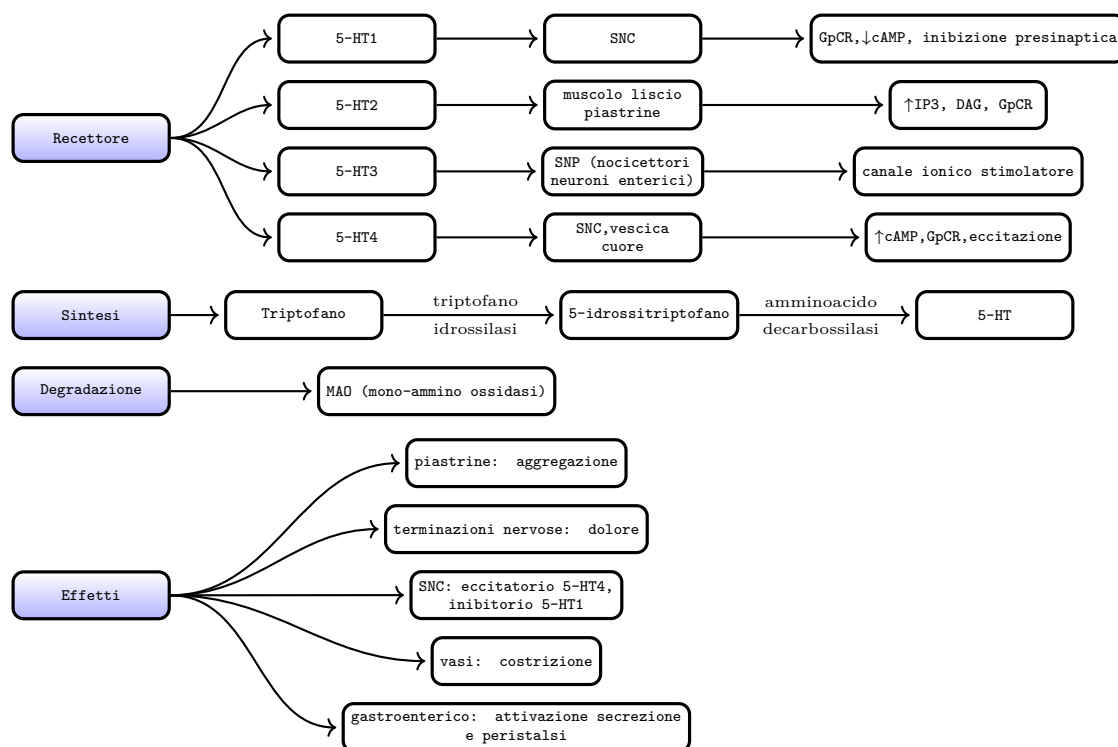 5-HT1
SNC
GpCR,↓cAMP, inibizione presinaptica
5-HT2
muscolo liscio
piastrine
↑IP3, DAG, GpCR
Recettore
5-HT3
SNP (nocicettori
neuroni enterici)
canale ionico stimolatore
5-HT4
SNC,vescica
cuore
↑cAMP,GpCR,eccitazione
Sintesi
Triptofano
triptofano
idrossilasi
5-idrossitriptofano
amminoacido
decarbossilasi
5-HT
Degradazione
MAO (mono-ammino ossidasi)
piastrine: aggregazione
terminazioni nervose: dolore
Effetti
SNC: eccitatorio 5-HT4,
inibitorio 5-HT1
vasi: costrizione
gastroenterico: attivazione secrezione
e peristalsi